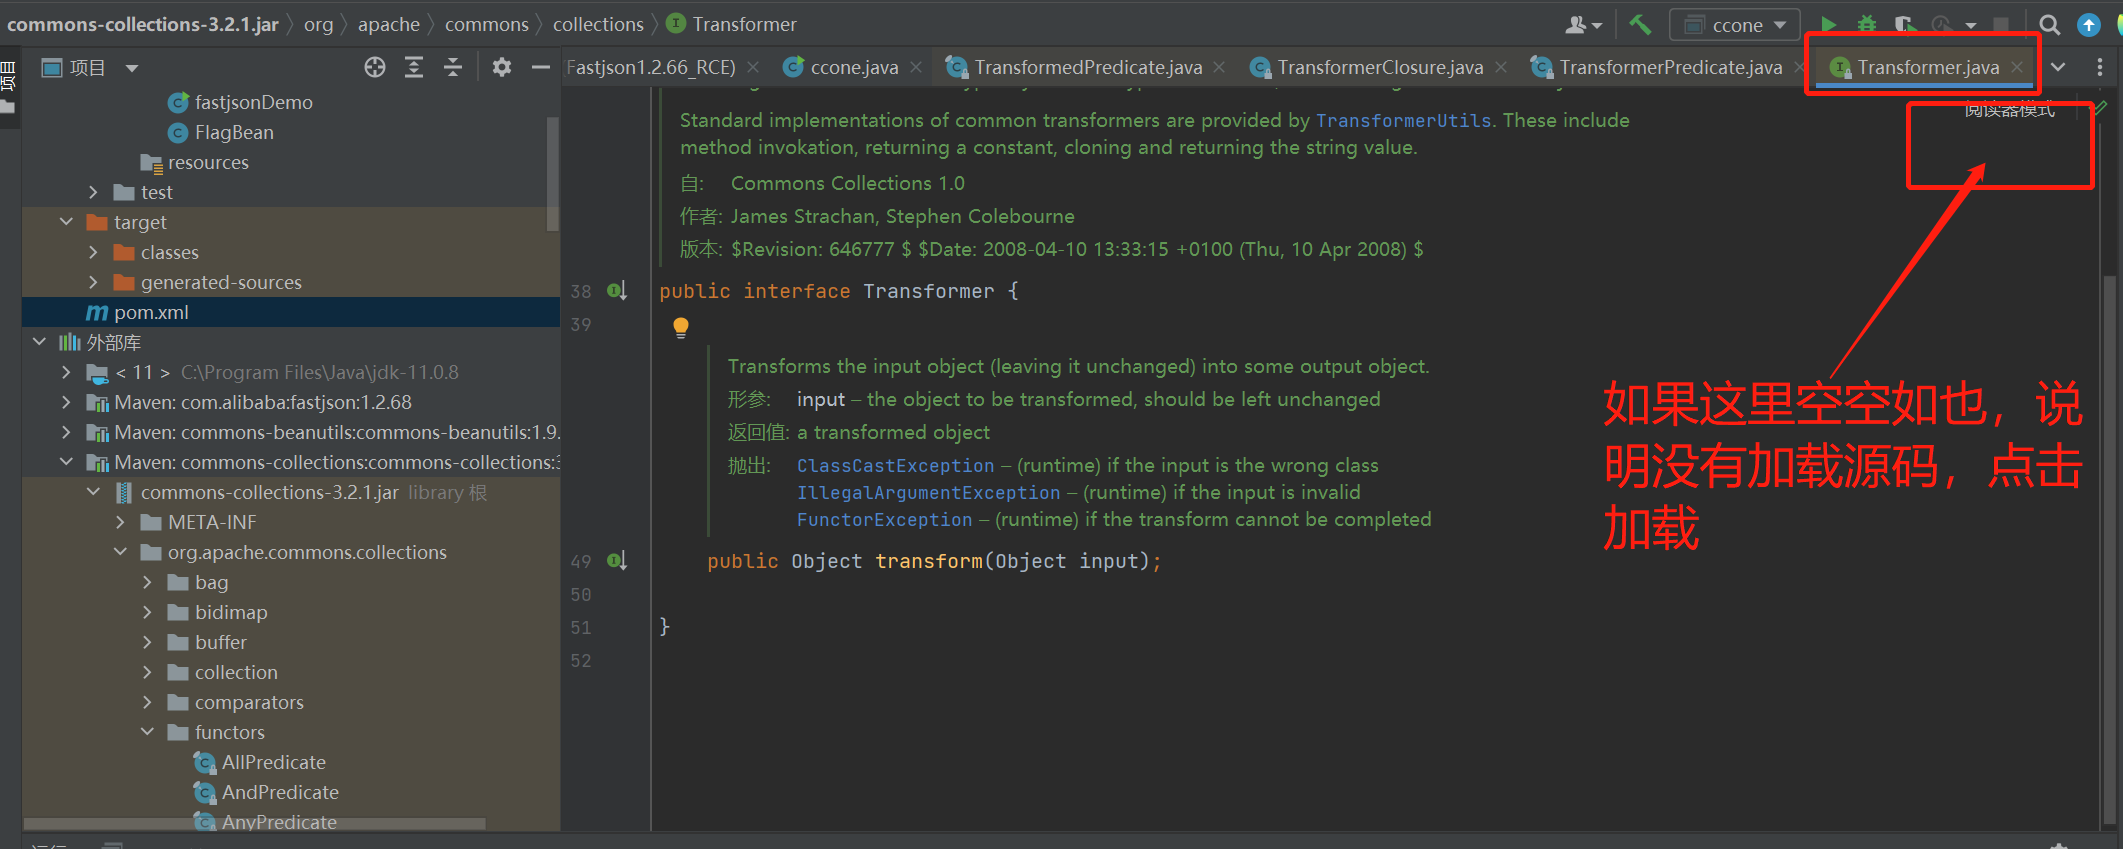 commons-collections-3.2.1.jar org apache commons collections Transformer
ccone
项目
项目
Fastjson1.2.66_RCE) ccone.java TransformedPredicate.java TransformerClosure.java TransformerPredicate.java Transformer.java
阅读器模式
fastjsonDemo
FlagBean
resources
test
target
classes
generated-sources
pom.xml
外部库
< 11 > C:\Program Files\Java\jdk-11.0.8
Maven: com.alibaba:fastjson:1.2.68
Maven: commons-beanutils:commons-beanutils:1.9.
Maven: commons-collections:commons-collections:3
commons-collections-3.2.1.jar library 根
META-INF
org.apache.commons.collections
bag
bidimap
buffer
collection
comparators
functors
AllPredicate
AndPredicate
AnyPredicate
Standard implementations of common transformers are provided by TransformerUtils. These include
method invokation, returning a constant, cloning and returning the string value.
自: Commons Collections 1.0
作者: James Strachan, Stephen Colebourne
版本: $Revision: 646777 $ $Date: 2008-04-10 13:33:15 +0100 (Thu, 10 Apr 2008) $
38 public interface Transformer {
39
Transforms the input object (leaving it unchanged) into some output object.
形参: input – the object to be transformed, should be left unchanged
返回值: a transformed object
抛出: ClassCastException – (runtime) if the input is the wrong class
IllegalArgumentException – (runtime) if the input is invalid
FunctorException – (runtime) if the transform cannot be completed
49 public Object transform(Object input);
50
51 }
52
如果这里空空如也，说
明没有加载源码，点击
加载